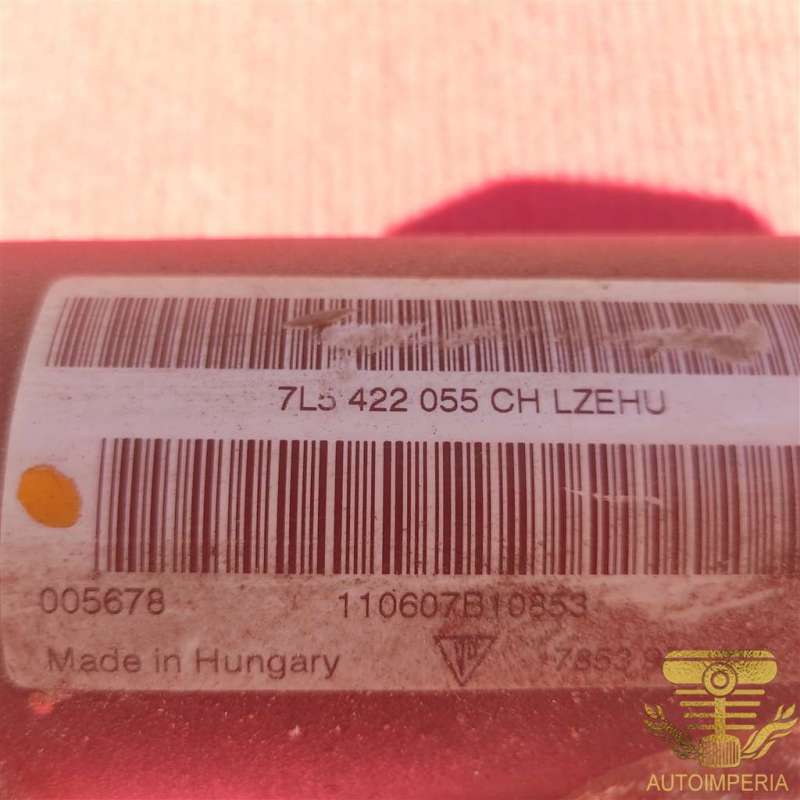 7L5 422 055 CH LZEHU
005678 110607B10853
Made in Hungary
AUTOIMPERIA